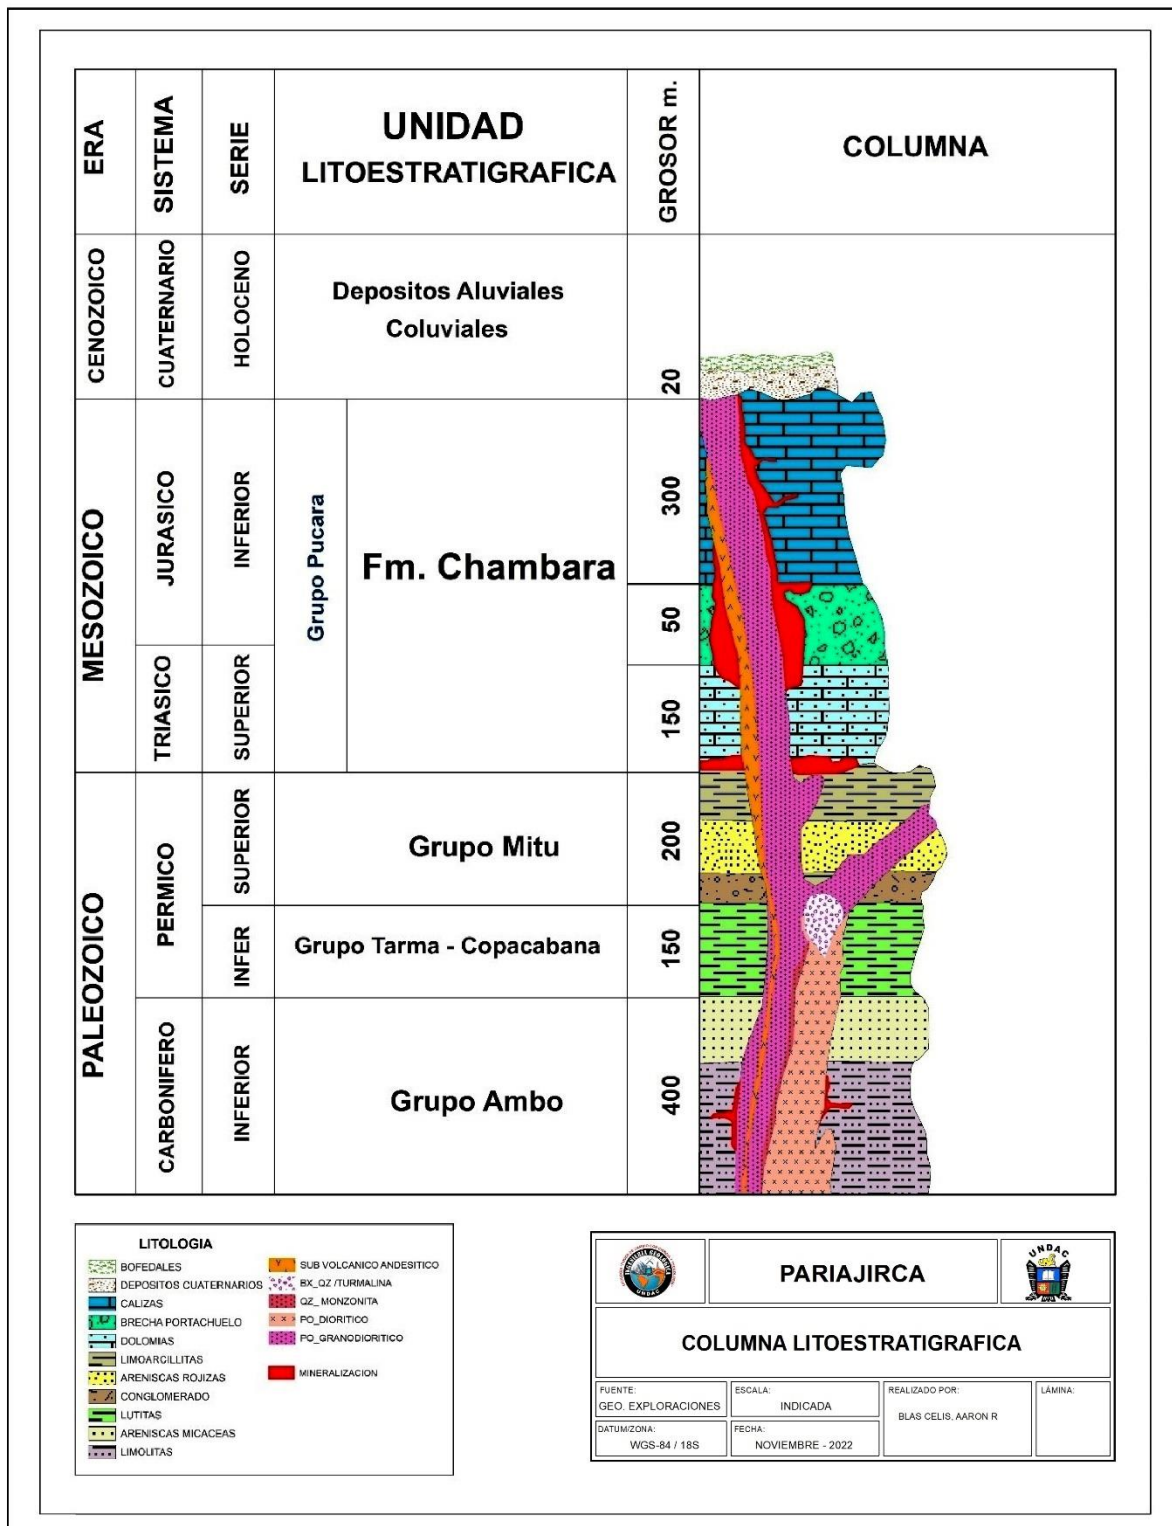 ERA
SISTEMA
SERIE
UNIDAD
LITOESTRATIGRAFICA
GROSOR m.
COLUMNA
CENOZOICO
CUATERNARIO
HOLOCENO
Depositos Aluviales
Coluviales
20
MESOZOICO
JURASICO
INFERIOR
Grupo Pucara
Fm. Chambara
300
50
TRIASICO
SUPERIOR
150
PALEOZOICO
PERMICO
SUPERIOR
Grupo Mitu
200
INFER
Grupo Tarma - Copacabana
150
CARBONIFERO
INFERIOR
Grupo Ambo
400
LITOLOGIA
BOFEDALES
DEPOSITOS CUATERNARIOS
CALIZAS
BRECHA PORTACHUELO
DOLOMIAS
LIMOARCILLITAS
ARENISCAS ROJIZAS
CONGLOMERADO
LUTITAS
ARENISCAS MICACEAS
LIMOLITAS
SUB VOLCANICO ANDESITICO
BX_QZ /TURMALINA
QZ_ MONZONITA
PO_DIORITICO
PO_GRANODIORITICO
MINERALIZACION
UNDAC
PARIAJIRCA
UNDAC
COLUMNA LITOESTRATIGRAFICA
FUENTE:
GEO. EXPLORACIONES
ESCALA:
INDICADA
REALIZADO POR:
BLAS CELIS, AARON R
LÁMINA:
DATUM/ZONA:
WGS-84 / 18S
FECHA:
NOVIEMBRE - 2022